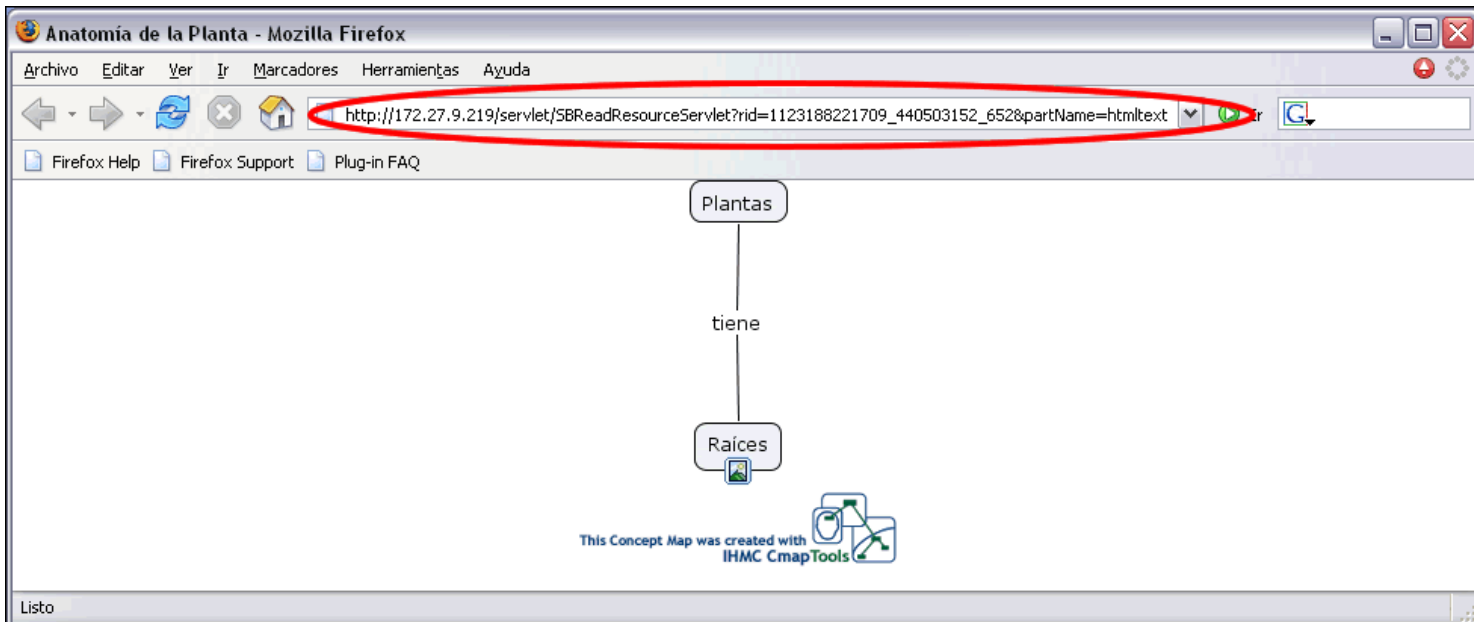 Anatomía de la Planta - Mozilla Firefox
Archivo Editar Ver Ir Marcadores Herramientas Ayuda
http://172.27.9.219/servlet/SBReadResourceServlet?rid=1123188221709_440503152_652&partName=htmltext
G
Firefox Help Firefox Support Plug-in FAQ
Plantas
tiene
Raíces
This Concept Map was created with
IHMC CmapTools
Listo